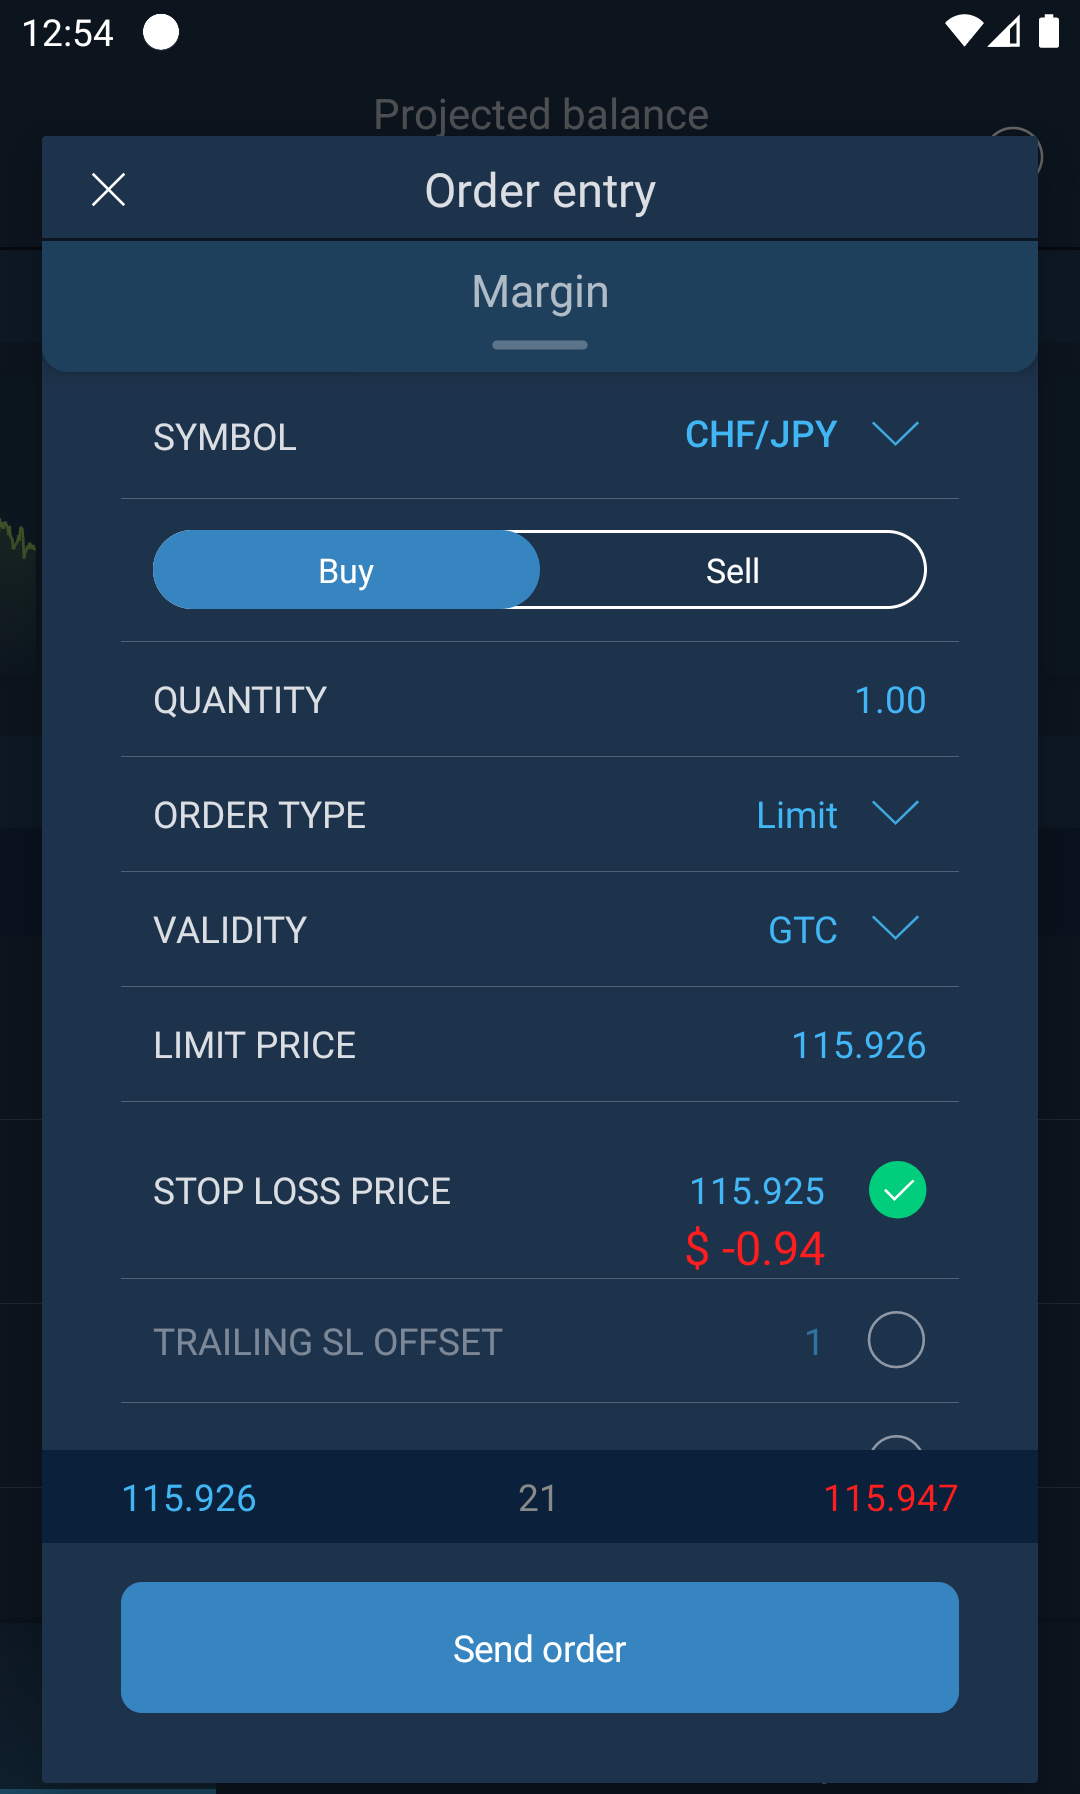 12:54
Projected balance
Order entry
Margin
SYMBOL CHF/JPY
Buy Sell
QUANTITY 1.00
ORDER TYPE Limit
VALIDITY GTC
LIMIT PRICE 115.926
STOP LOSS PRICE 115.925
$ -0.94
TRAILING SL OFFSET 1
115.926 21 115.947
Send order